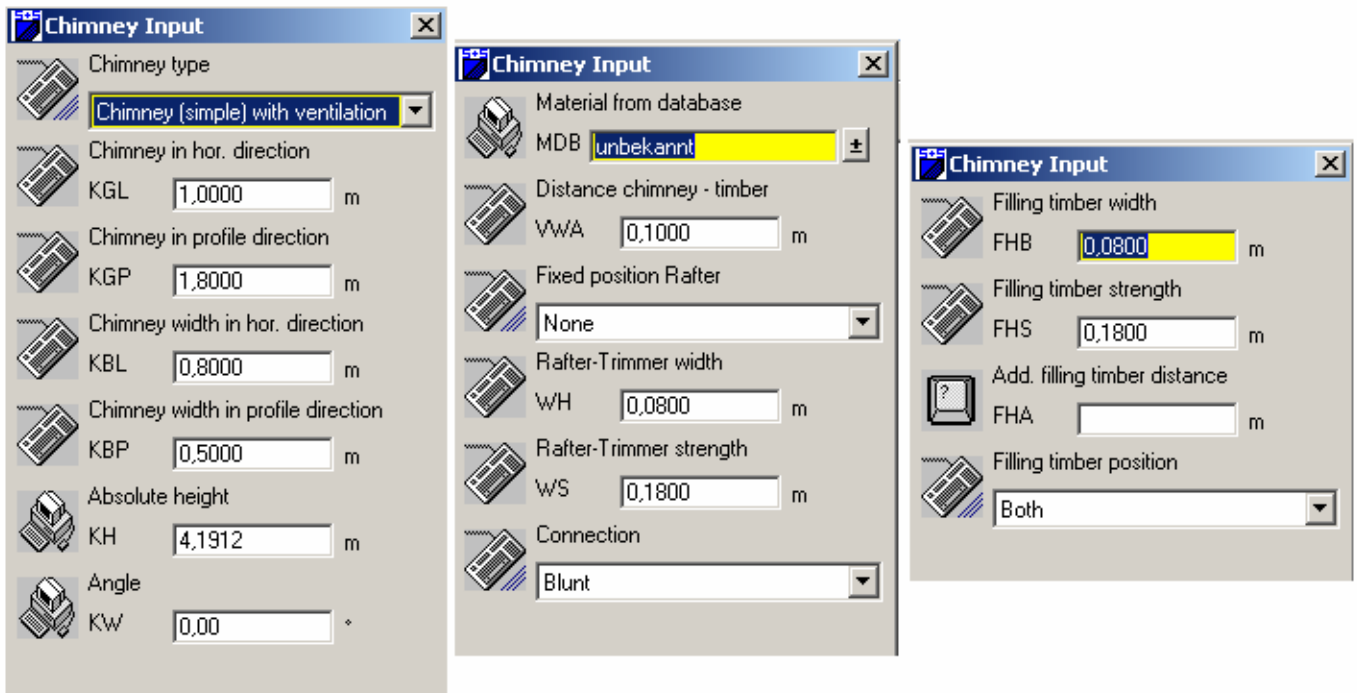 Chimney Input
Chimney type
Chimney (simple) with ventilation
Chimney in hor. direction
KGL 1,0000 m
Chimney in profile direction
KGP 1,8000 m
Chimney width in hor. direction
KBL 0,8000 m
Chimney width in profile direction
KBP 0,5000 m
Absolute height
KH 4,1912 m
Angle
KW 0,00 °
Chimney Input
Material from database
MDB unbekannt ±
Distance chimney - timber
VWA 0,1000 m
Fixed position Rafter
None
Rafter-Trimmer width
WH 0,0800 m
Rafter-Trimmer strength
WS 0,1800 m
Connection
Blunt
Chimney Input
Filling timber width
FHB 0,0800 m
Filling timber strength
FHS 0,1800 m
Add. filling timber distance
? FHA m
Filling timber position
Both